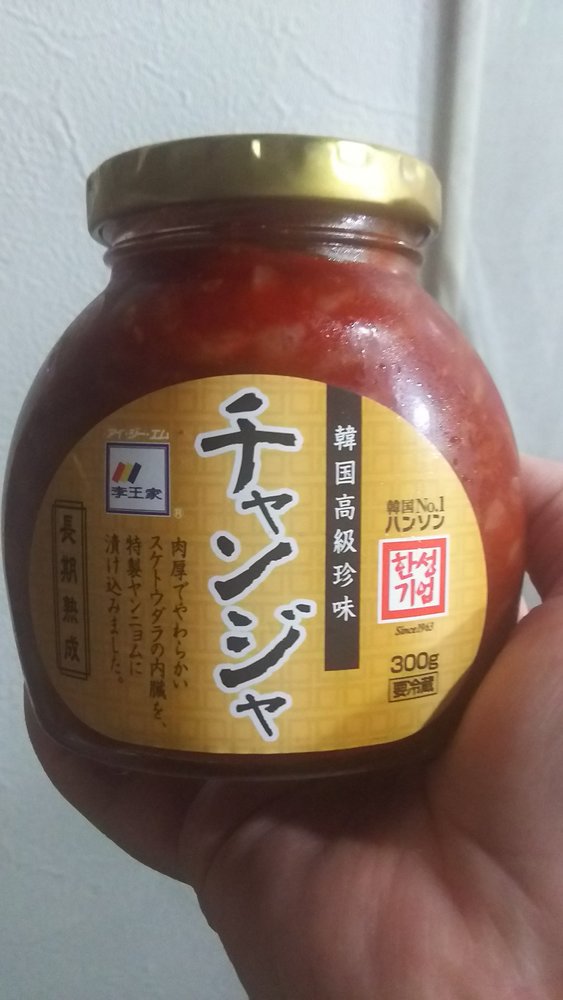 韓国高級珍味
チャンジャ
アイ・ジー・エム
李王家
®
長期熟成
肉厚でやわらかい
スケトウダラの内臓を、
特製ヤンニョムに
漬け込みました。
韓国No.1
ハンソン
한성
기업
Since1963
300g
要冷蔵